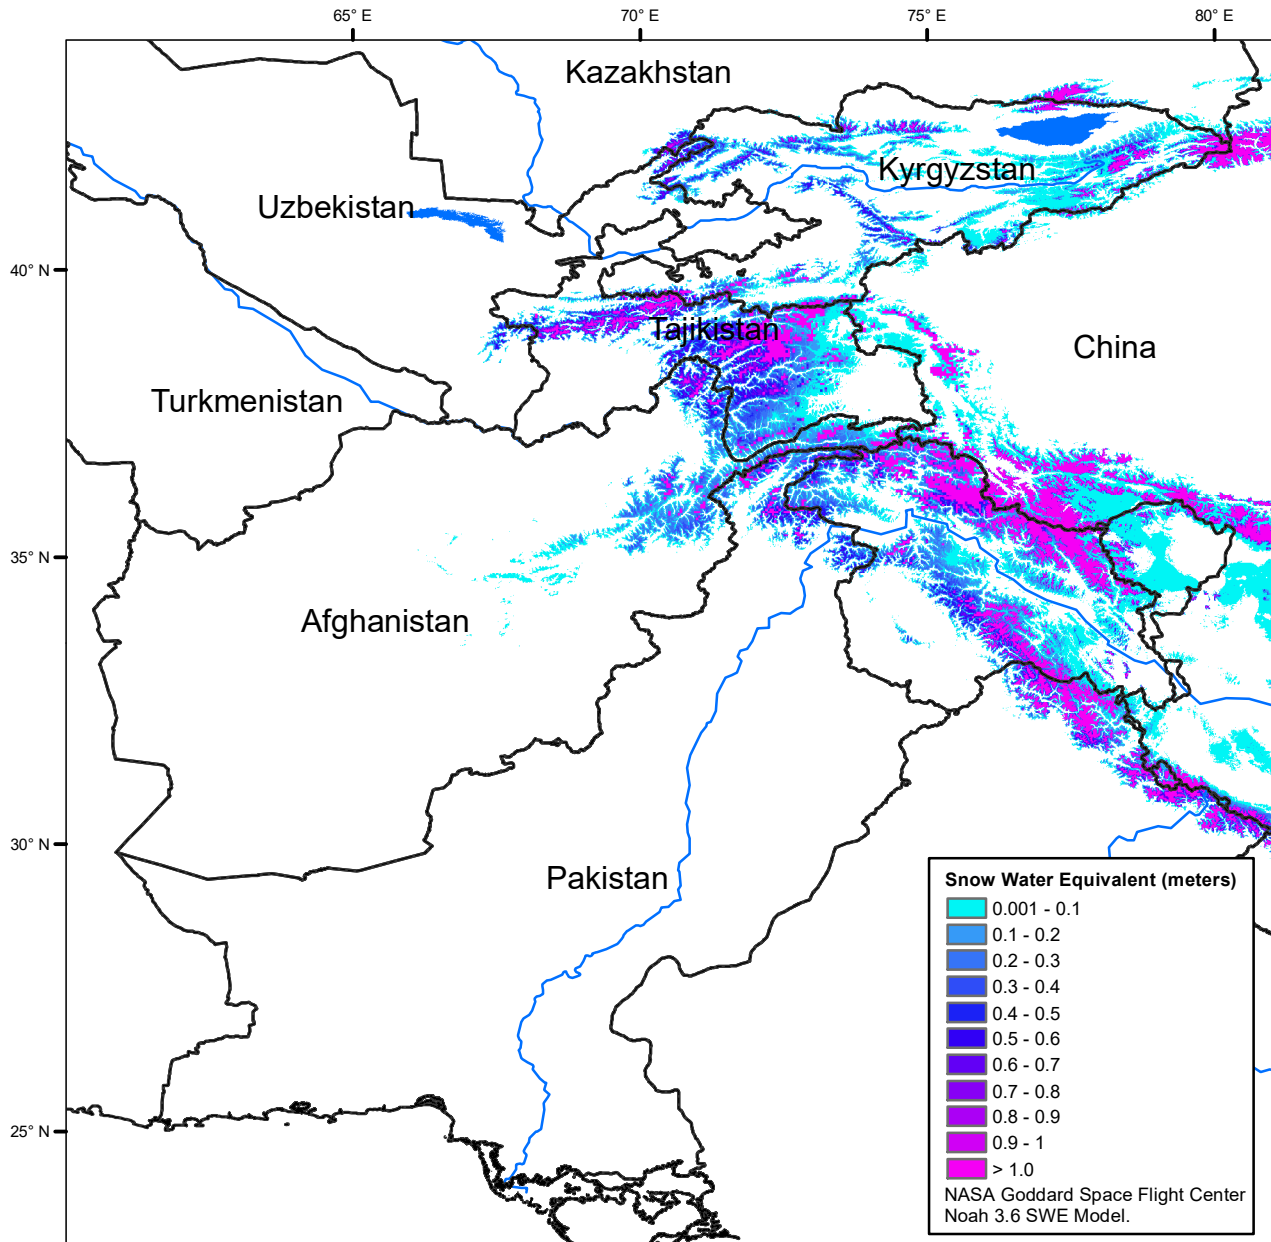 65° E
70° E
75° E
80° E
Kazakhstan
Kyrgyzstan
Uzbekistan
40° N
Tajikistan
China
Turkmenistan
35° N
Afghanistan
30° N
Pakistan
25° N
Snow Water Equivalent (meters)
0.001 - 0.1
0.1 - 0.2
0.2 - 0.3
0.3 - 0.4
0.4 - 0.5
0.5 - 0.6
0.6 - 0.7
0.7 - 0.8
0.8 - 0.9
0.9 - 1
> 1.0
NASA Goddard Space Flight Center
Noah 3.6 SWE Model.